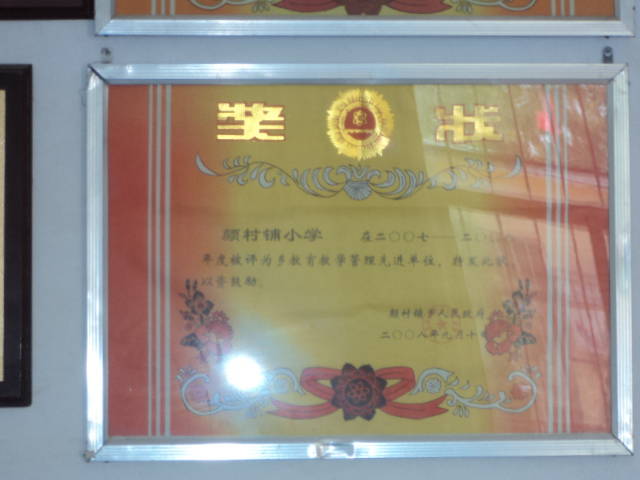 奖 状
颜村铺小学 在二〇〇七——二〇〇
年度被评为乡教育教学管理先进单位，特发此状
以资鼓励。
颜村铺乡人民政府
二〇〇八年九月十